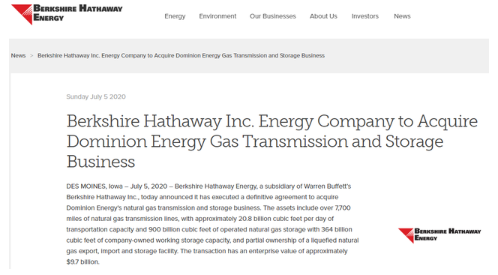 BERKSHIRE HATHAWAY
ENERGY
Energy Environment Our Businesses About Us Investors News
News > Berkshire Hathaway Inc. Energy Company to Acquire Dominion Energy Gas Transmission and Storage Business
Sunday July 5 2020
Berkshire Hathaway Inc. Energy Company to Acquire
Dominion Energy Gas Transmission and Storage
Business
DES MOINES, Iowa – July 5, 2020 – Berkshire Hathaway Energy, a subsidiary of Warren Buffett's
Berkshire Hathaway Inc., today announced it has executed a definitive agreement to acquire
Dominion Energy's natural gas transmission and storage business. The assets include over 7,700
miles of natural gas transmission lines, with approximately 20.8 billion cubic feet per day of
transportation capacity and 900 billion cubic feet of operated natural gas storage with 364 billion
cubic feet of company-owned working storage capacity, and partial ownership of a liquefied natural
gas export, import and storage facility. The transaction has an enterprise value of approximately
$9.7 billion.
BERKSHIRE HATHAWAY
ENERGY